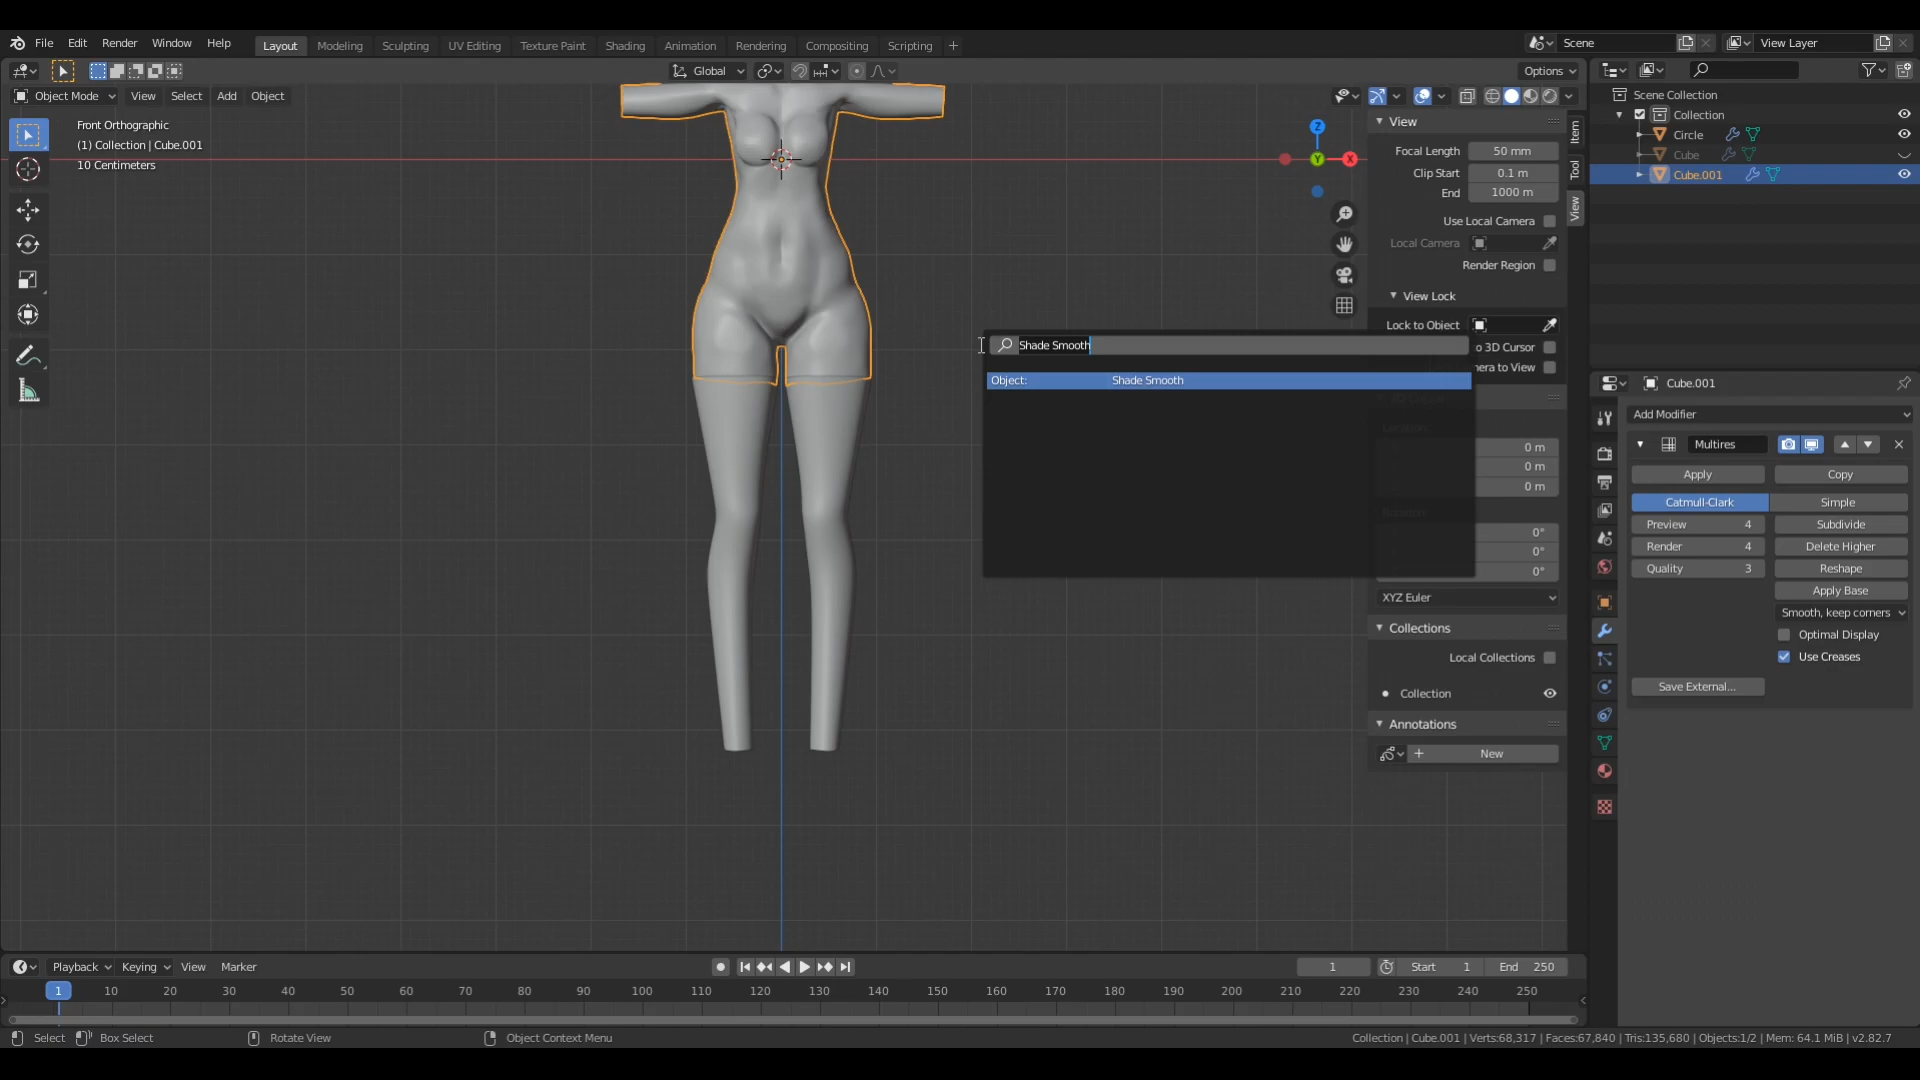 File Edit Render Window Help Layout Modeling Sculpting UV Editing Texture Paint Shading Animation Rendering Compositing Scripting + Scene View Layer
Global Options
Object Mode View Select Add Object
Front Orthographic
(1) Collection | Cube.001
10 Centimeters
Z
Y
X
View
Focal Length 50 mm
Clip Start 0.1 m
End 1000 m
Use Local Camera
Local Camera
Render Region
View Lock
Lock to Object
o 3D Cursor
nera to View
0 m
0 m
0 m
0°
0°
0°
XYZ Euler
Collections
Local Collections
Collection
Annotations
+ New
Item
Tool
View
Shade Smooth
Object: Shade Smooth
Scene Collection
Collection
Circle
Cube
Cube.001
Cube.001
Add Modifier
Multires
Apply Copy
Catmull-Clark Simple
Preview 4 Subdivide
Render 4 Delete Higher
Quality 3 Reshape
Apply Base
Smooth, keep corners
Optimal Display
Use Creases
Save External...
Playback Keying View Marker 1 Start 1 End 250
1 10 20 30 40 50 60 70 80 90 100 110 120 130 140 150 160 170 180 190 200 210 220 230 240 250
Select Box Select Rotate View Object Context Menu Collection | Cube.001 | Verts:68,317 | Faces:67,840 | Tris:135,680 | Objects:1/2 | Mem: 64.1 MiB | v2.82.7